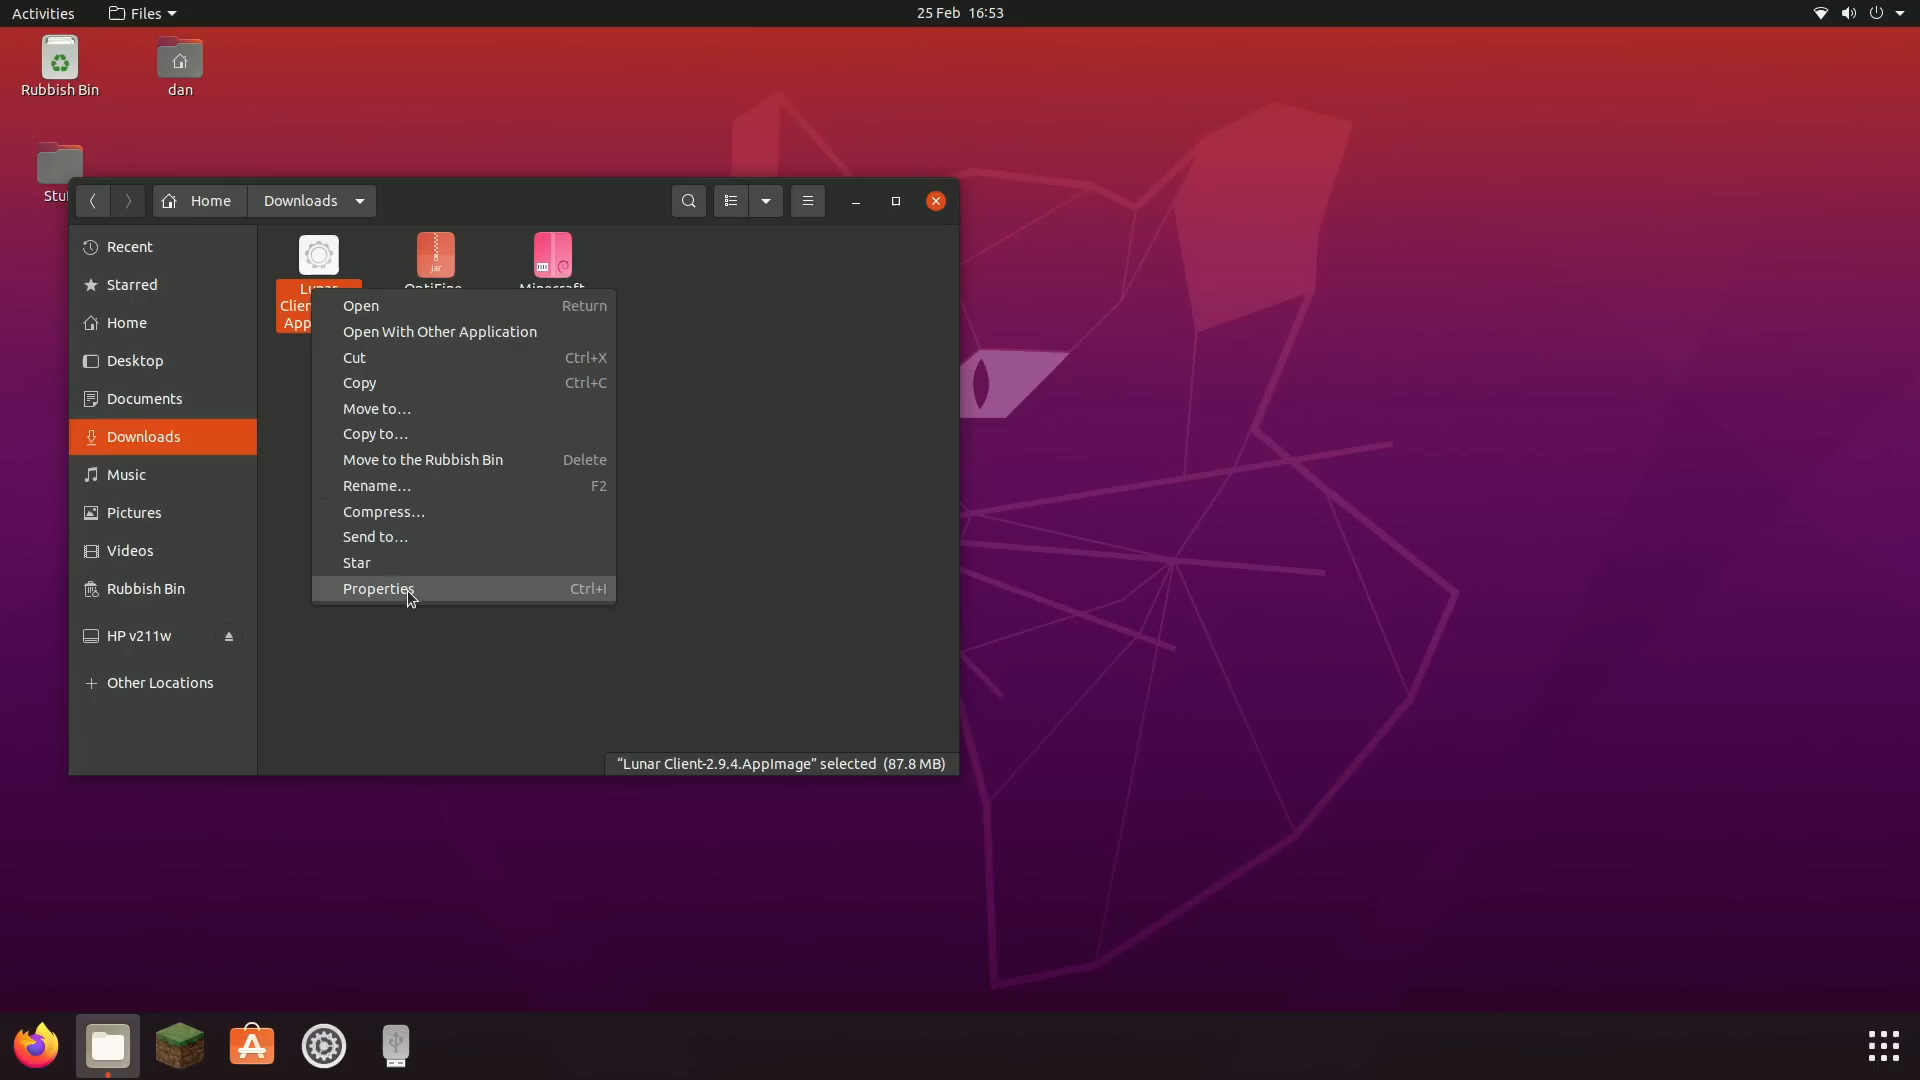 Activities
Files
25 Feb 16:53
Rubbish Bin
dan
Home
Downloads
Recent
Starred
Home
Desktop
Documents
Downloads
Music
Pictures
Videos
Rubbish Bin
HP v211w
Other Locations
jar
Open Return
Open With Other Application
Cut Ctrl+X
Copy Ctrl+C
Move to…
Copy to…
Move to the Rubbish Bin Delete
Rename… F2
Compress…
Send to…
Star
Properties Ctrl+I
“Lunar Client-2.9.4.AppImage” selected (87.8 MB)